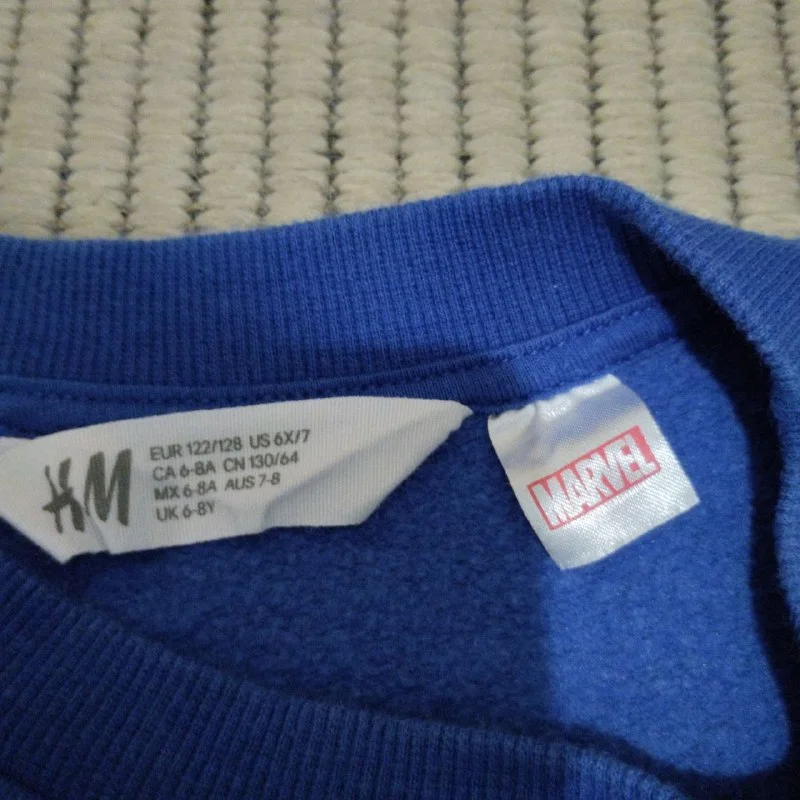 H&M
EUR 122/128 US 6X/7
CA 6-8A CN 130/64
MX 6-8A AUS 7-8
UK 6-8Y
MARVEL